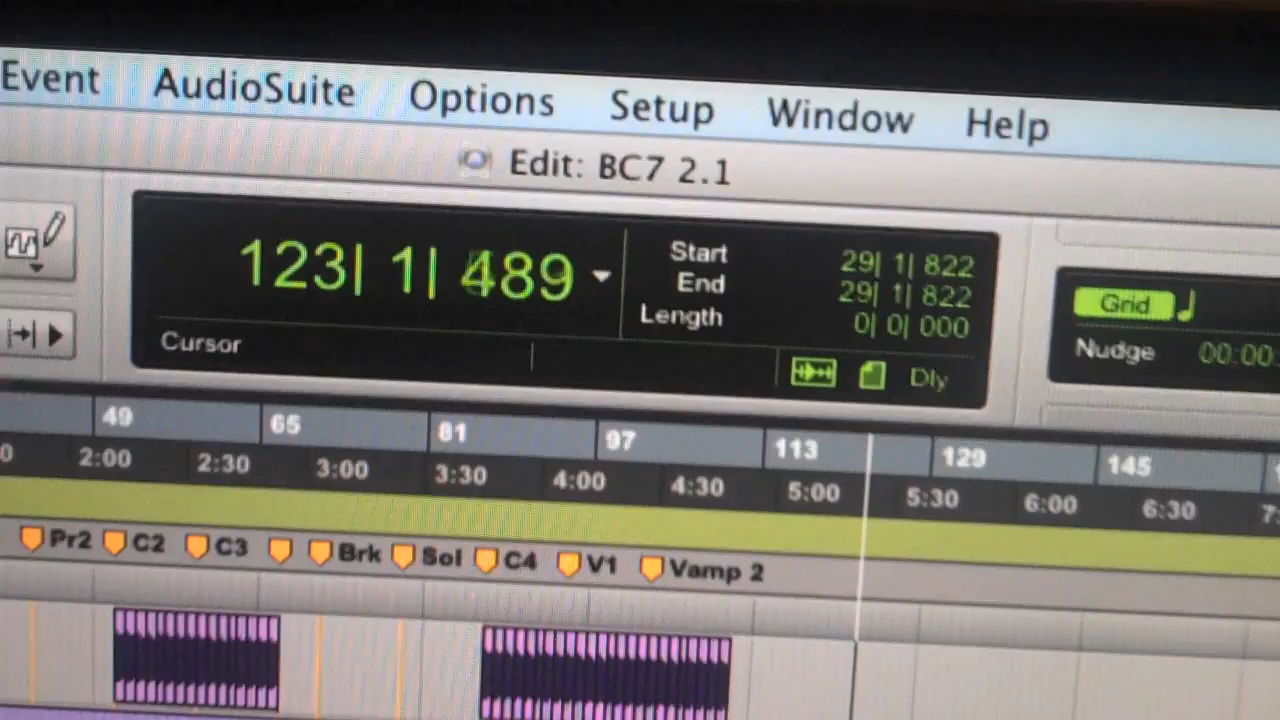 Event AudioSuite Options Setup Window Help
Edit: BC7 2.1
123| 1| 489
Start 29| 1| 822
End 29| 1| 822
Length 0| 0| 000
Cursor
Dly
Grid
Nudge 00:00
49 65 81 97 113 129 145
0 2:00 2:30 3:00 3:30 4:00 4:30 5:00 5:30 6:00 6:30
Pr2 C2 C3 Brk Sol C4 V1 Vamp 2